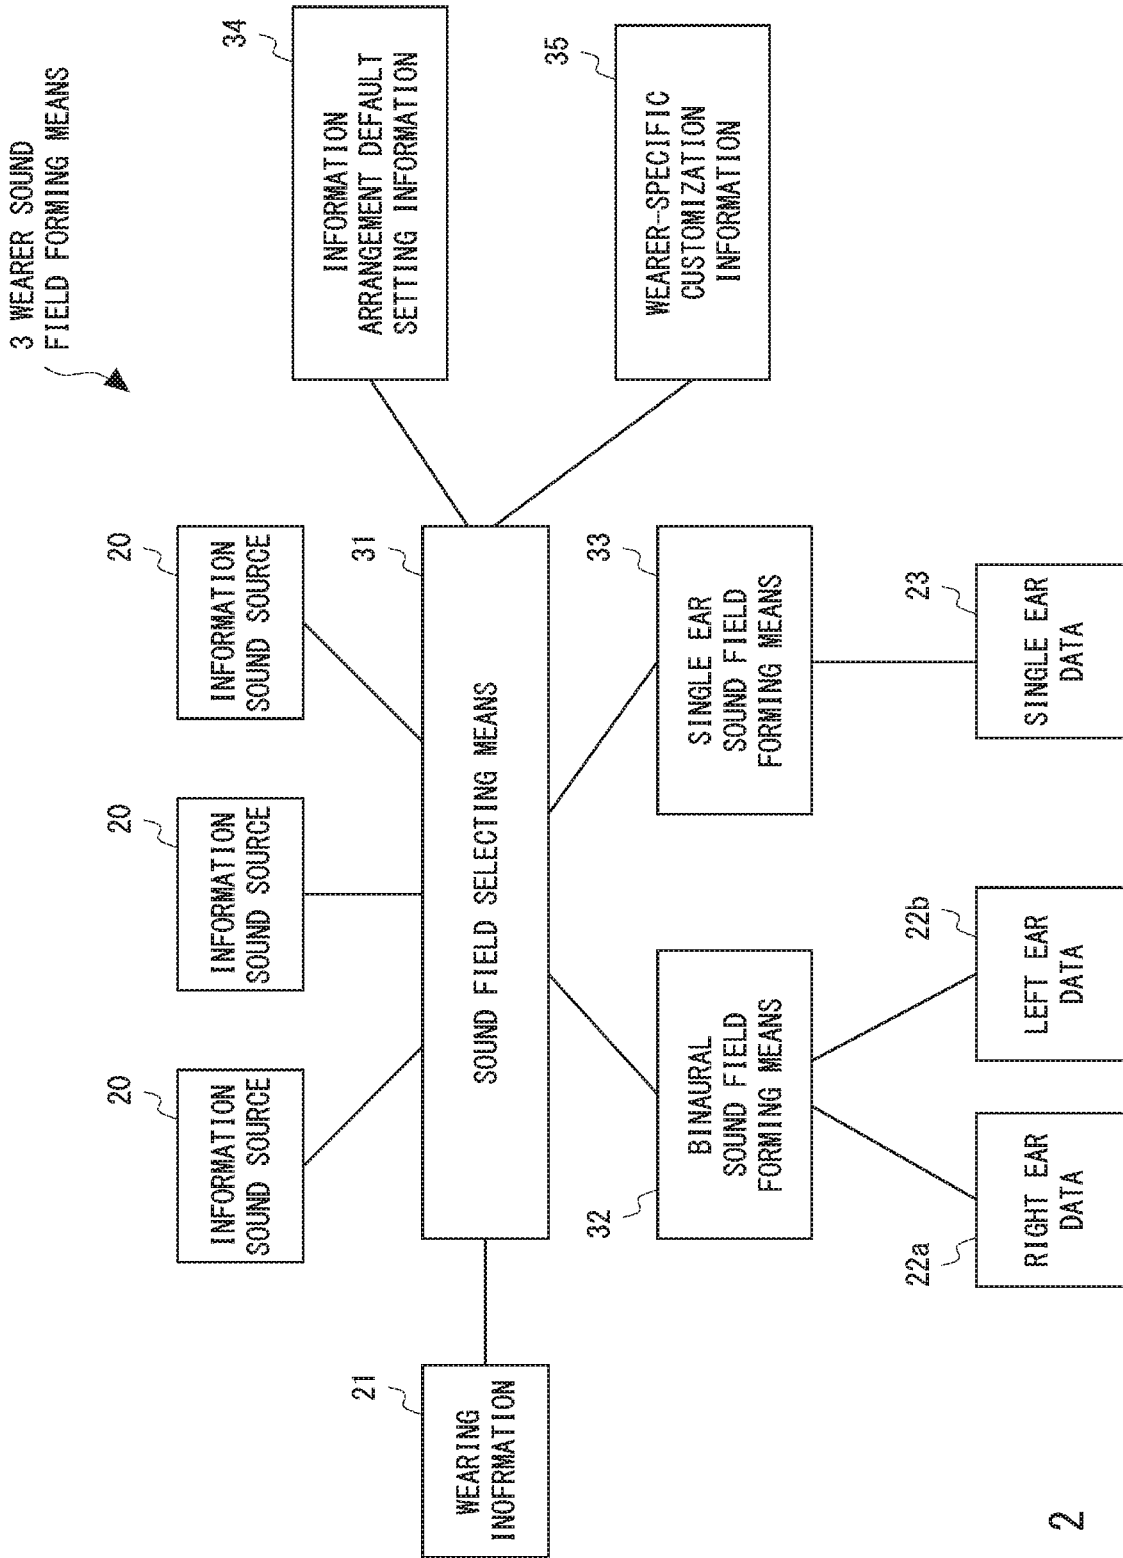 3 WEARER SOUND
FIELD FORMING MEANS
20
INFORMATION
SOUND SOURCE
20
INFORMATION
SOUND SOURCE
20
INFORMATION
SOUND SOURCE
34
INFORMATION
ARRANGEMENT DEFAULT
SETTING INFORMATION
21
WEARING
INOFRMATION
31
SOUND FIELD SELECTING MEANS
35
WEARER-SPECIFIC
CUSTOMIZATION
INFORMATION
32
BINAURAL
SOUND FIELD
FORMING MEANS
33
SINGLE EAR
SOUND FIELD
FORMING MEANS
22a
RIGHT EAR
DATA
22b
LEFT EAR
DATA
23
SINGLE EAR
DATA
2